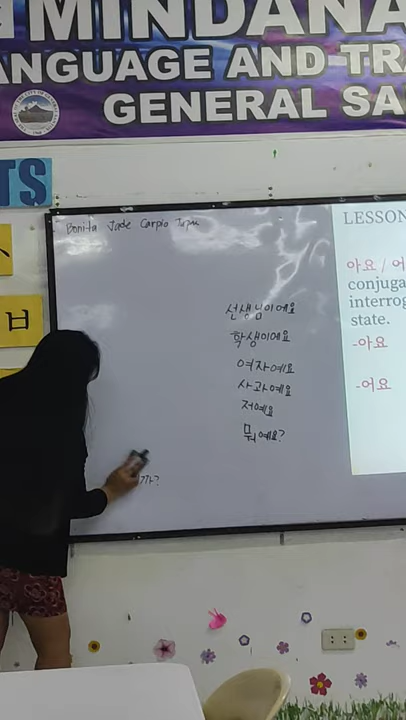 MINDANA
ANGUAGE AND TR
GENERAL SA
TS
ㅂ
Bonita Jade Carpio
선생님이에요
학생이에요
여자예요
사과예요
저예요
뭐예요?
까?
LESSON
아요 / 어
conjuga
interrog
state.
-아요
-어요